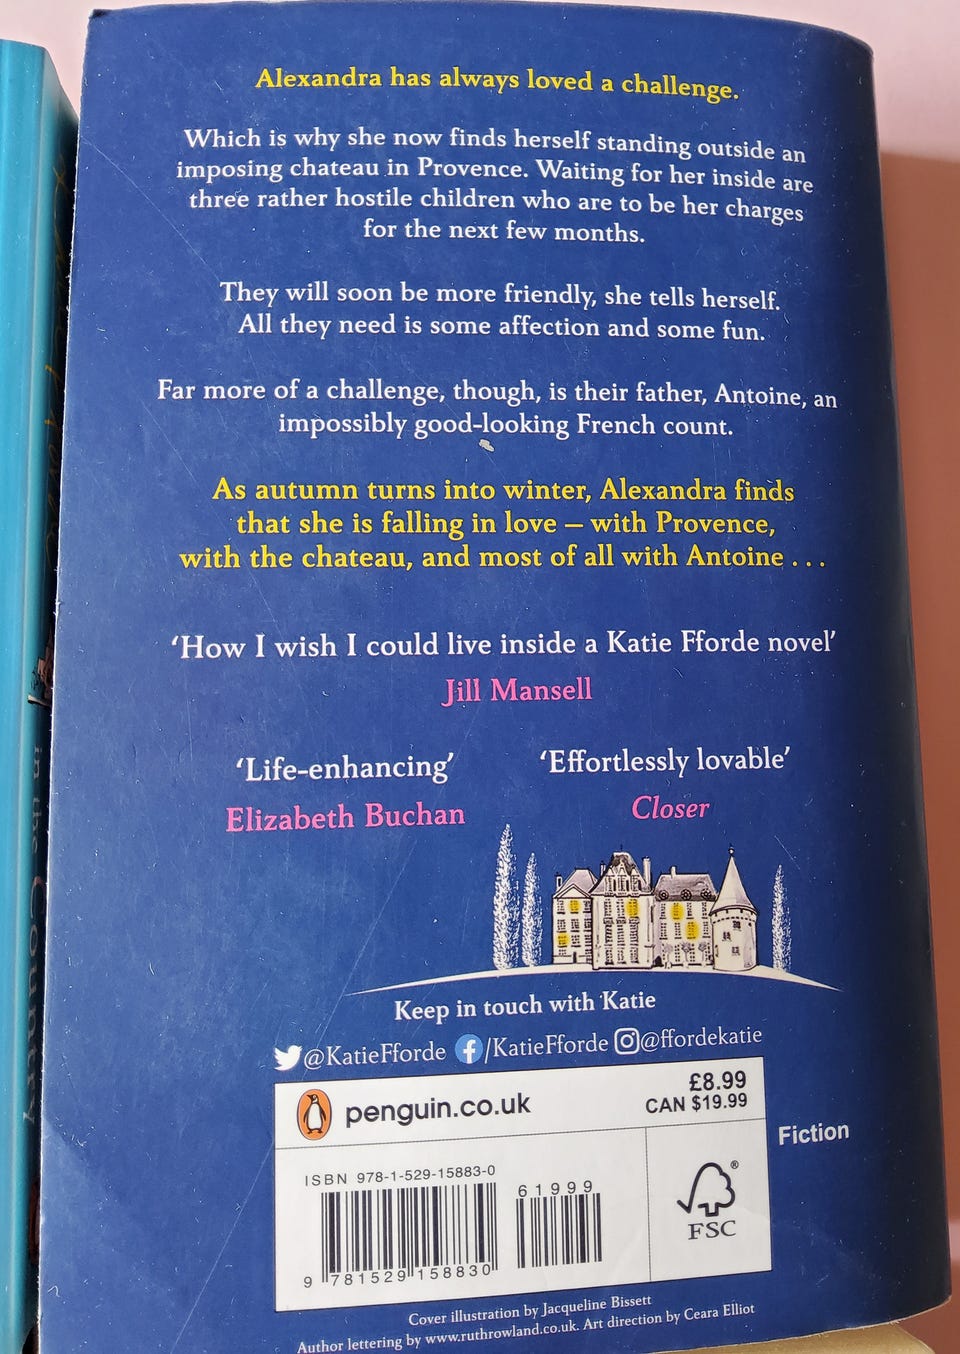 Alexandra has always loved a challenge.
Which is why she now finds herself standing outside an
imposing chateau in Provence. Waiting for her inside are
three rather hostile children who are to be her charges
for the next few months.
They will soon be more friendly, she tells herself.
All they need is some affection and some fun.
Far more of a challenge, though, is their father, Antoine, an
impossibly good-looking French count.
As autumn turns into winter, Alexandra finds
that she is falling in love – with Provence,
with the chateau, and most of all with Antoine . . .
‘How I wish I could live inside a Katie Fforde novel’
Jill Mansell
‘Life-enhancing’
Elizabeth Buchan
‘Effortlessly lovable’
Closer
Keep in touch with Katie
@KatieFforde /KatieFforde @ffordekatie
penguin.co.uk
£8.99
CAN $19.99
Fiction
ISBN 978-1-529-15883-0
61999
9 781529 158830
®
FSC
Cover illustration by Jacqueline Bissett
Author lettering by www.ruthrowland.co.uk. Art direction by Ceara Elliot
in the Country